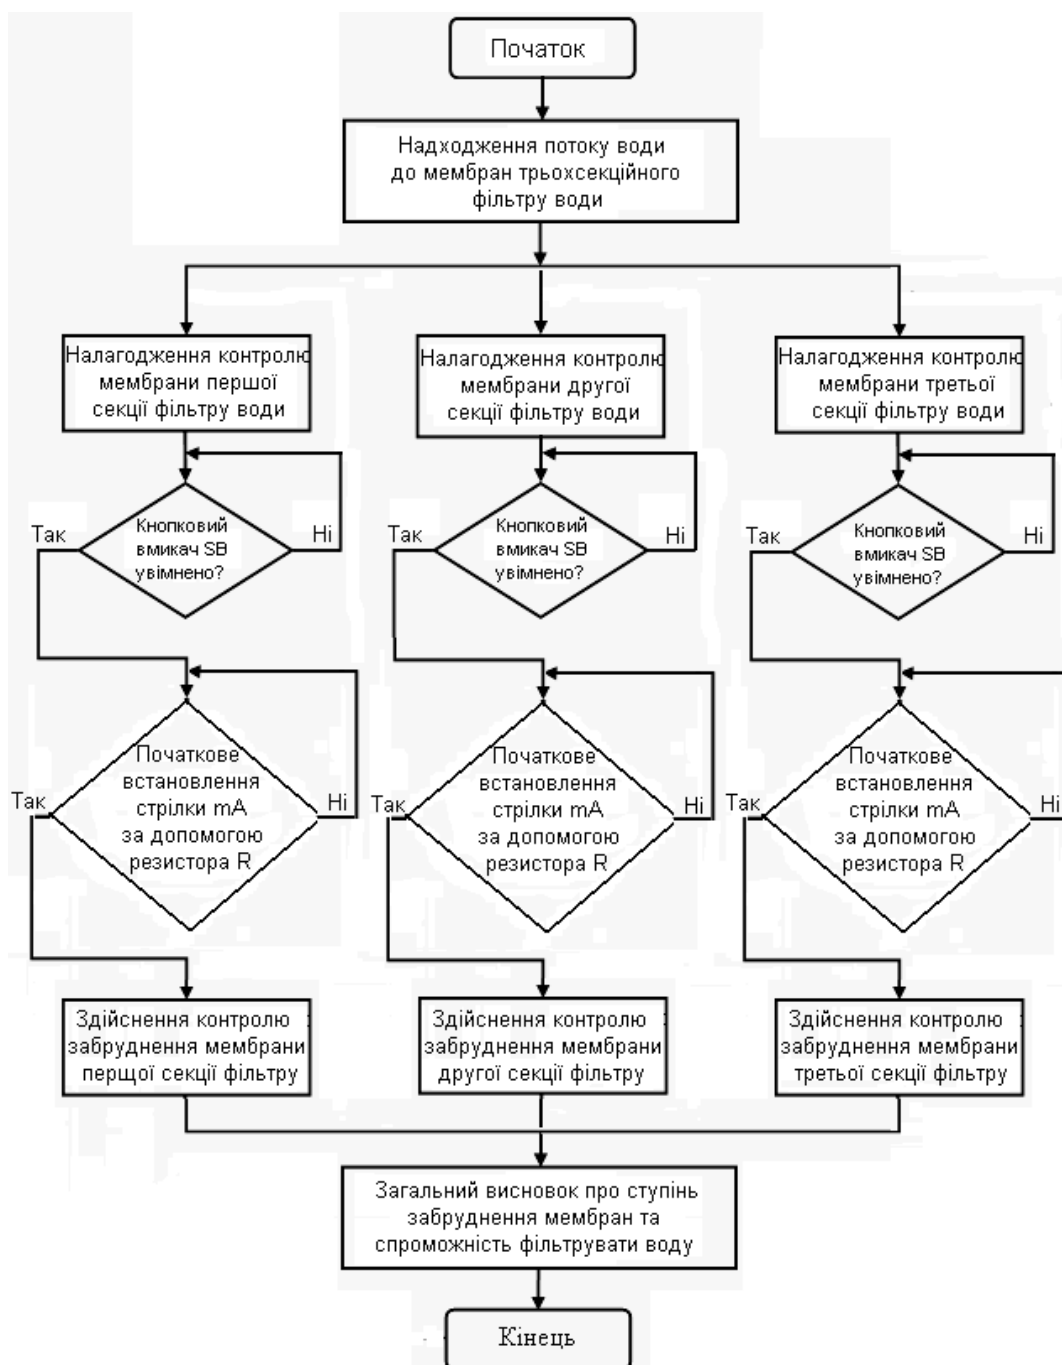 Початок
Надходження потоку води
до мембран трьохсекційного
фільтру води
Налагодження контролю
мембрани першої
секції фільтру води
Налагодження контролю
мембрани другої
секції фільтру води
Налагодження контролю
мембрани третьої
секції фільтру води
Так
Кнопковий
вмикач SB
увімнено?
Ні
Так
Кнопковий
вмикач SB
увімнено?
Ні
Так
Кнопковий
вмикач SB
увімнено?
Ні
Так
Початкове
встановлення
стрілки mA
за допомогою
резистора R
Ні
Так
Початкове
встановлення
стрілки mA
за допомогою
резистора R
Ні
Так
Початкове
встановлення
стрілки mA
за допомогою
резистора R
Ні
Здійснення контролю
забруднення мембрани
першої секції фільтру
Здійснення контролю
забруднення мембрани
другої секції фільтру
Здійснення контролю
забруднення мембрани
третьої секції фільтру
Загальний висновок про ступінь
забруднення мембран та
спроможність фільтрувати воду
Кінець